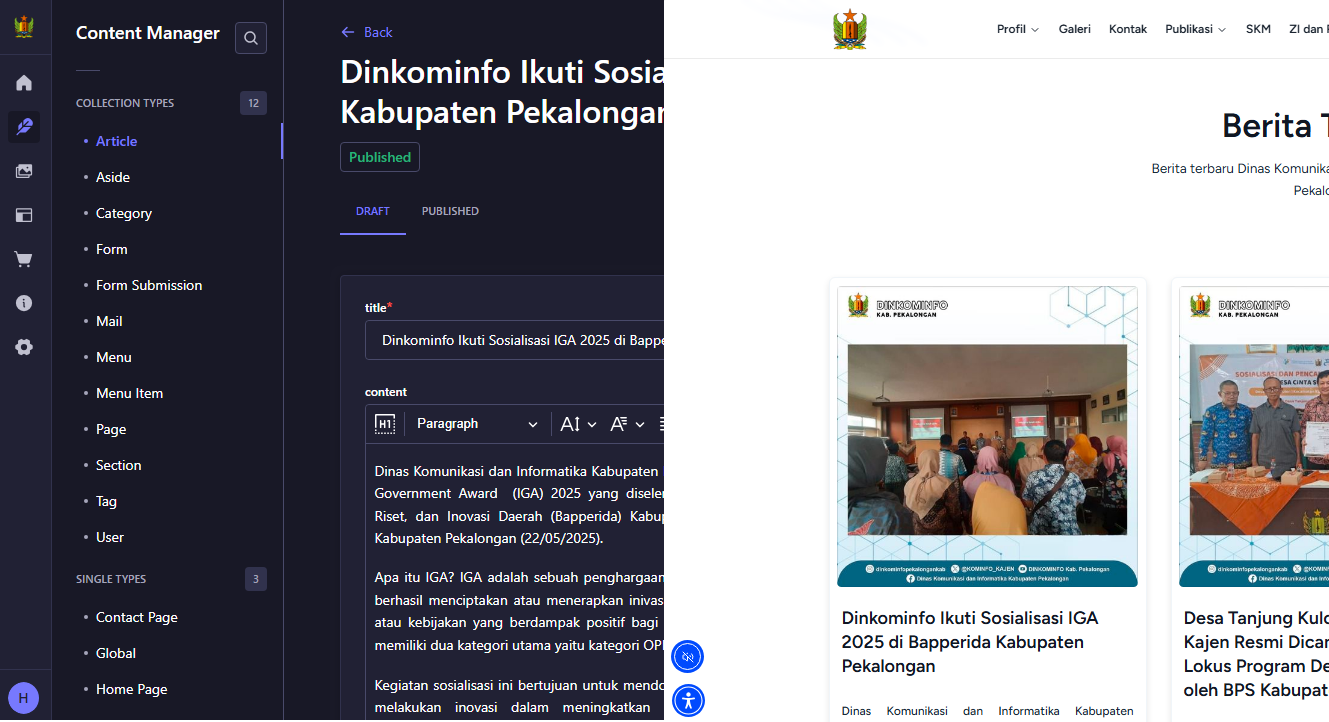 Content Manager
COLLECTION TYPES 12
Article
Aside
Category
Form
Form Submission
Mail
Menu
Menu Item
Page
Section
Tag
User
SINGLE TYPES 3
Contact Page
Global
Home Page
H
Back
Dinkominfo Ikuti Sosia
Kabupaten Pekalongan
Published
DRAFT PUBLISHED
title*
Dinkominfo Ikuti Sosialisasi IGA 2025 di Bappe
content
H1 Paragraph
Dinas Komunikasi dan Informatika Kabupaten
Government Award (IGA) 2025 yang diseler
Riset, dan Inovasi Daerah (Bapperida) Kabup
Kabupaten Pekalongan (22/05/2025).
Apa itu IGA? IGA adalah sebuah penghargaan
berhasil menciptakan atau menerapkan inivas
atau kebijakan yang berdampak positif bagi
memiliki dua kategori utama yaitu kategori OPD
Kegiatan sosialisasi ini bertujuan untuk mendo
melakukan inovasi dalam meningkatkan
Profil Galeri Kontak Publikasi SKM ZI dan
Berita T
Berita terbaru Dinas Komunika
Pekalo
DINKOMINFO
KAB. PEKALONGAN
dinkominfopekalongankab @KOMINFO_KAJEN DINKOMINFO Kab. Pekalongan
Dinas Komunikasi dan Informatika Kabupaten Pekalongan
Dinkominfo Ikuti Sosialisasi IGA
2025 di Bapperida Kabupaten
Pekalongan
Dinas Komunikasi dan Informatika Kabupaten
DINKOMINFO
KAB. PEKALONGAN
SOSIALISASI DAN PENCA
DESA CINTA S
dinkominfopekalongankab
Dinas Komunikasi dan Info
Desa Tanjung Kulo
Kajen Resmi Dican
Lokus Program De
oleh BPS Kabupat